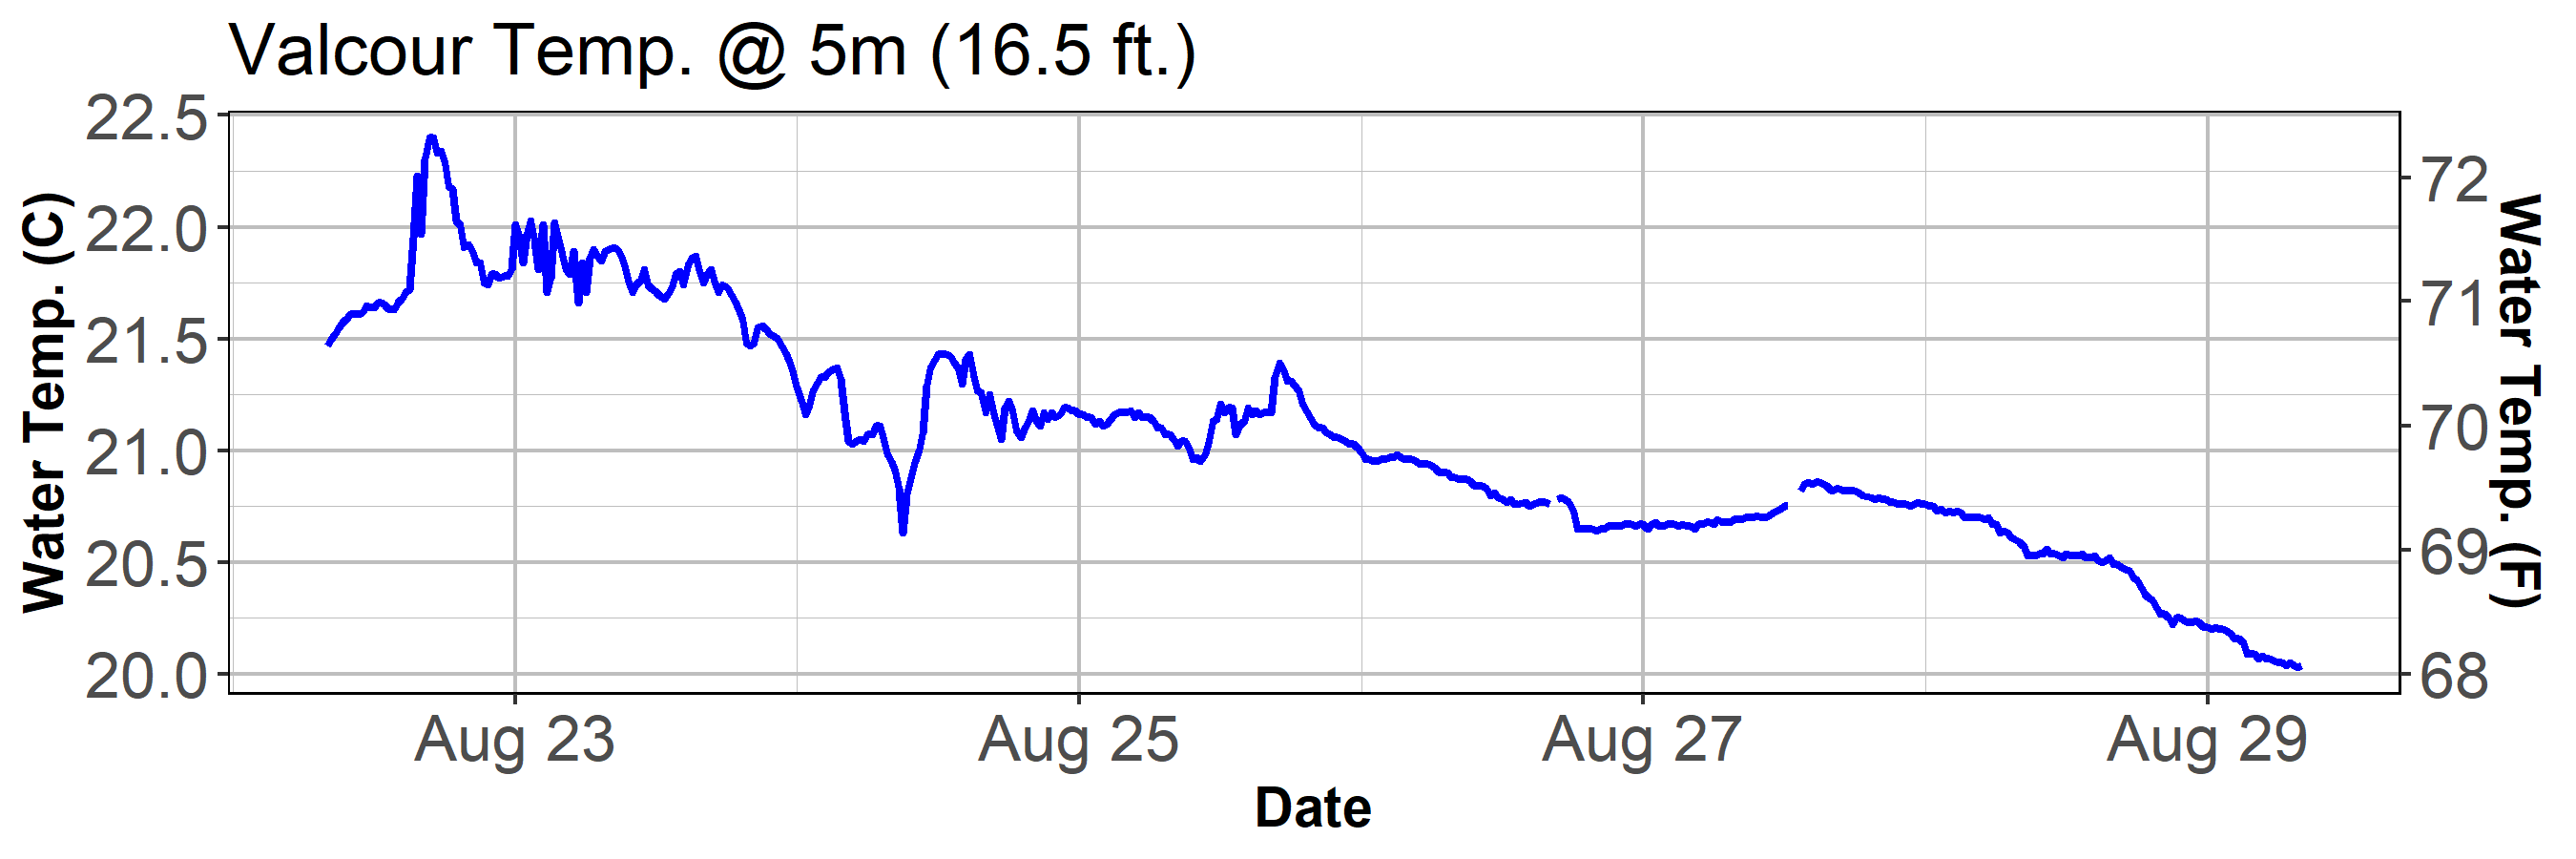 Valcour Temp. @ 5m (16.5 ft.)
Water Temp. (C)
22.5
22.0
21.5
21.0
20.5
20.0
72
71
70
69
68
Water Temp. (F)
Aug 23
Aug 25
Aug 27
Aug 29
Date